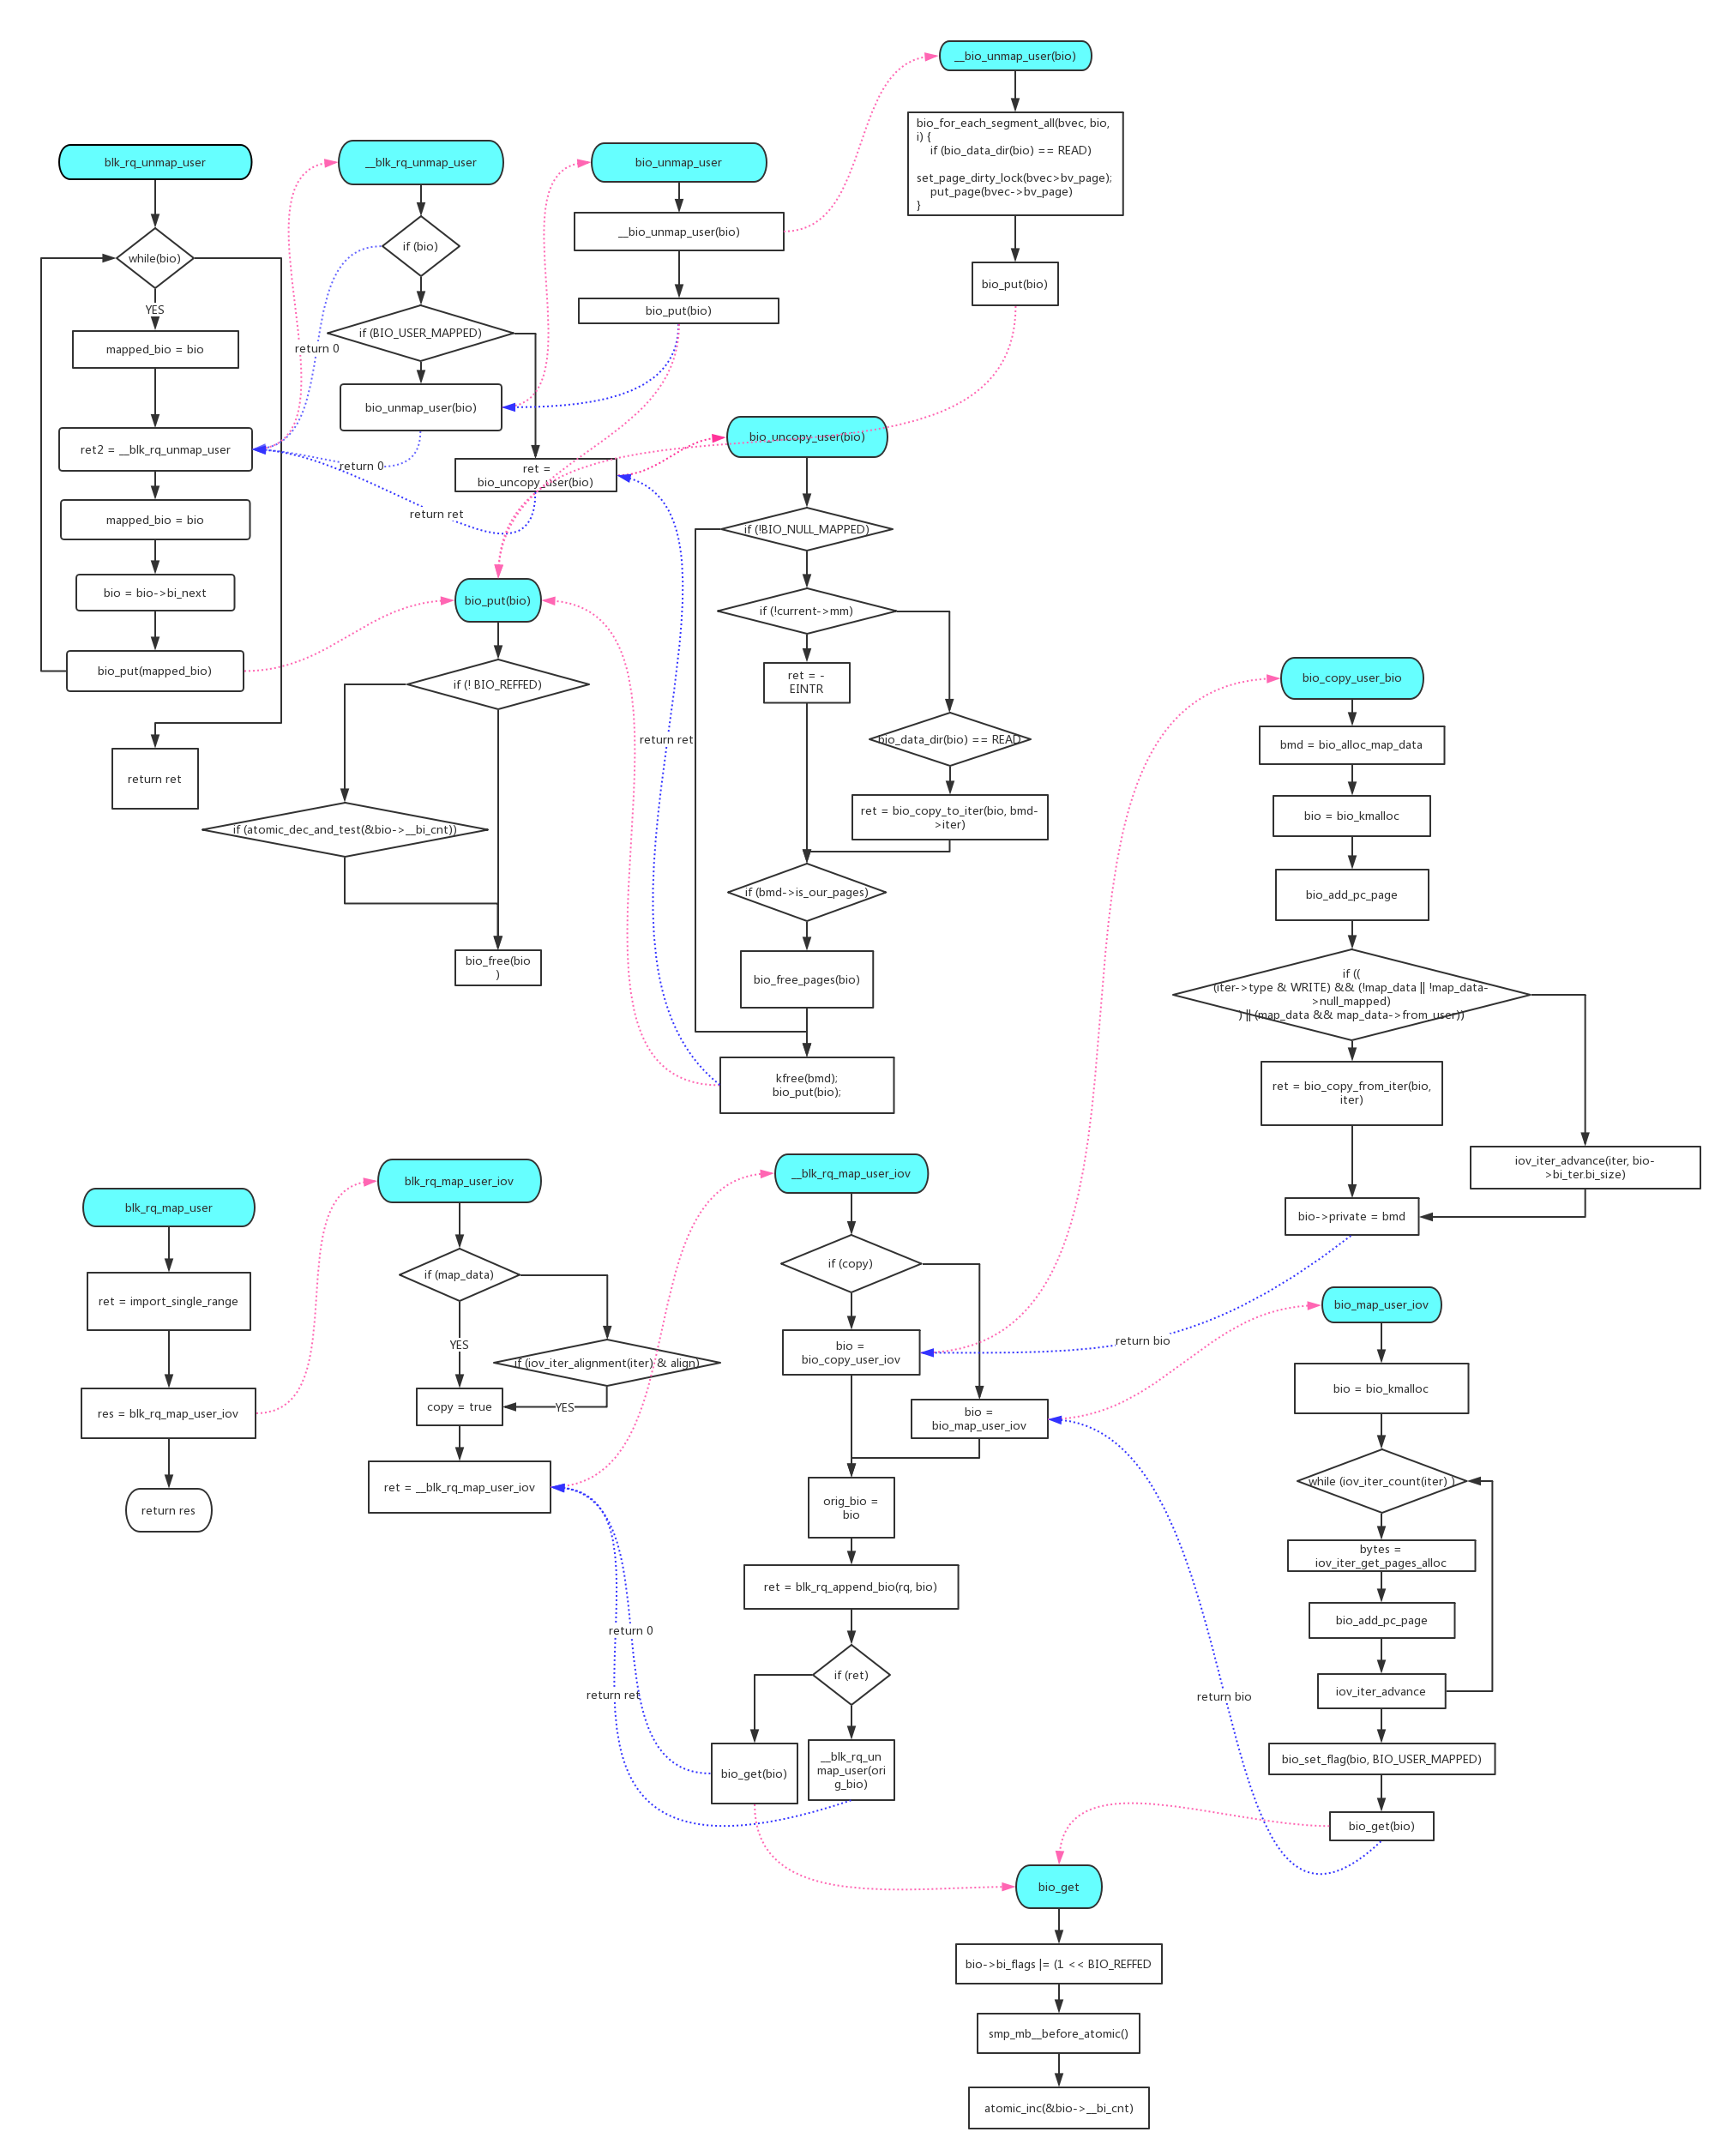 __bio_unmap_user(bio)
bio_for_each_segment_all(bvec, bio,
i) {
if (bio_data_dir(bio) == READ)
set_page_dirty_lock(bvec>bv_page);
put_page(bvec->bv_page)
}
bio_put(bio)
blk_rq_unmap_user
while(bio)
YES
mapped_bio = bio
ret2 = __blk_rq_unmap_user
mapped_bio = bio
bio = bio->bi_next
bio_put(mapped_bio)
return ret
__blk_rq_unmap_user
if (bio)
return 0
if (BIO_USER_MAPPED)
bio_unmap_user(bio)
return 0
ret =
bio_uncopy_user(bio)
return ret
bio_unmap_user
__bio_unmap_user(bio)
bio_put(bio)
bio_put(bio)
if (! BIO_REFFED)
if (atomic_dec_and_test(&bio->__bi_cnt))
bio_free(bio
)
bio_uncopy_user(bio)
if (!BIO_NULL_MAPPED)
if (!current->mm)
ret = -
EINTR
bio_data_dir(bio) == READ
return ret
ret = bio_copy_to_iter(bio, bmd-
>iter)
if (bmd->is_our_pages)
bio_free_pages(bio)
kfree(bmd);
bio_put(bio);
bio_copy_user_bio
bmd = bio_alloc_map_data
bio = bio_kmalloc
bio_add_pc_page
if ((
(iter->type & WRITE) && (!map_data || !map_data-
>null_mapped)
) || (map_data && map_data->from_user))
ret = bio_copy_from_iter(bio,
iter)
iov_iter_advance(iter, bio-
>bi_ter.bi_size)
bio->private = bmd
return bio
blk_rq_map_user
ret = import_single_range
res = blk_rq_map_user_iov
return res
blk_rq_map_user_iov
if (map_data)
YES
if (iov_iter_alignment(iter) & align)
YES
copy = true
ret = __blk_rq_map_user_iov
__blk_rq_map_user_iov
if (copy)
bio =
bio_copy_user_iov
bio =
bio_map_user_iov
orig_bio =
bio
ret = blk_rq_append_bio(rq, bio)
if (ret)
return 0
return ret
bio_get(bio)
__blk_rq_un
map_user(ori
g_bio)
bio_map_user_iov
bio = bio_kmalloc
while (iov_iter_count(iter) )
bytes =
iov_iter_get_pages_alloc
bio_add_pc_page
iov_iter_advance
return bio
bio_set_flag(bio, BIO_USER_MAPPED)
bio_get(bio)
bio_get
bio->bi_flags |= (1 << BIO_REFFED
smp_mb__before_atomic()
atomic_inc(&bio->__bi_cnt)